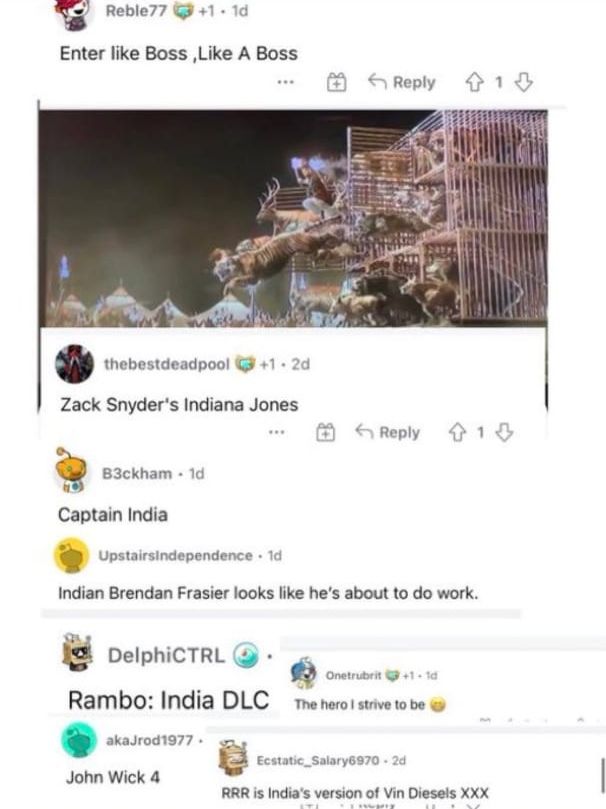 Reble77 +1 · 1d
Enter like Boss ,Like A Boss
··· Reply 1
thebestdeadpool +1 · 2d
Zack Snyder's Indiana Jones
··· Reply 1
B3ckham · 1d
Captain India
UpstairsIndependence · 1d
Indian Brendan Frasier looks like he's about to do work.
DelphiCTRL ·
Onetrubrit +1 · 1d
Rambo: India DLC
The hero I strive to be 😁
akaJrod1977 ·
Ecstatic_Salary6970 · 2d
John Wick 4
RRR is India's version of Vin Diesels XXX